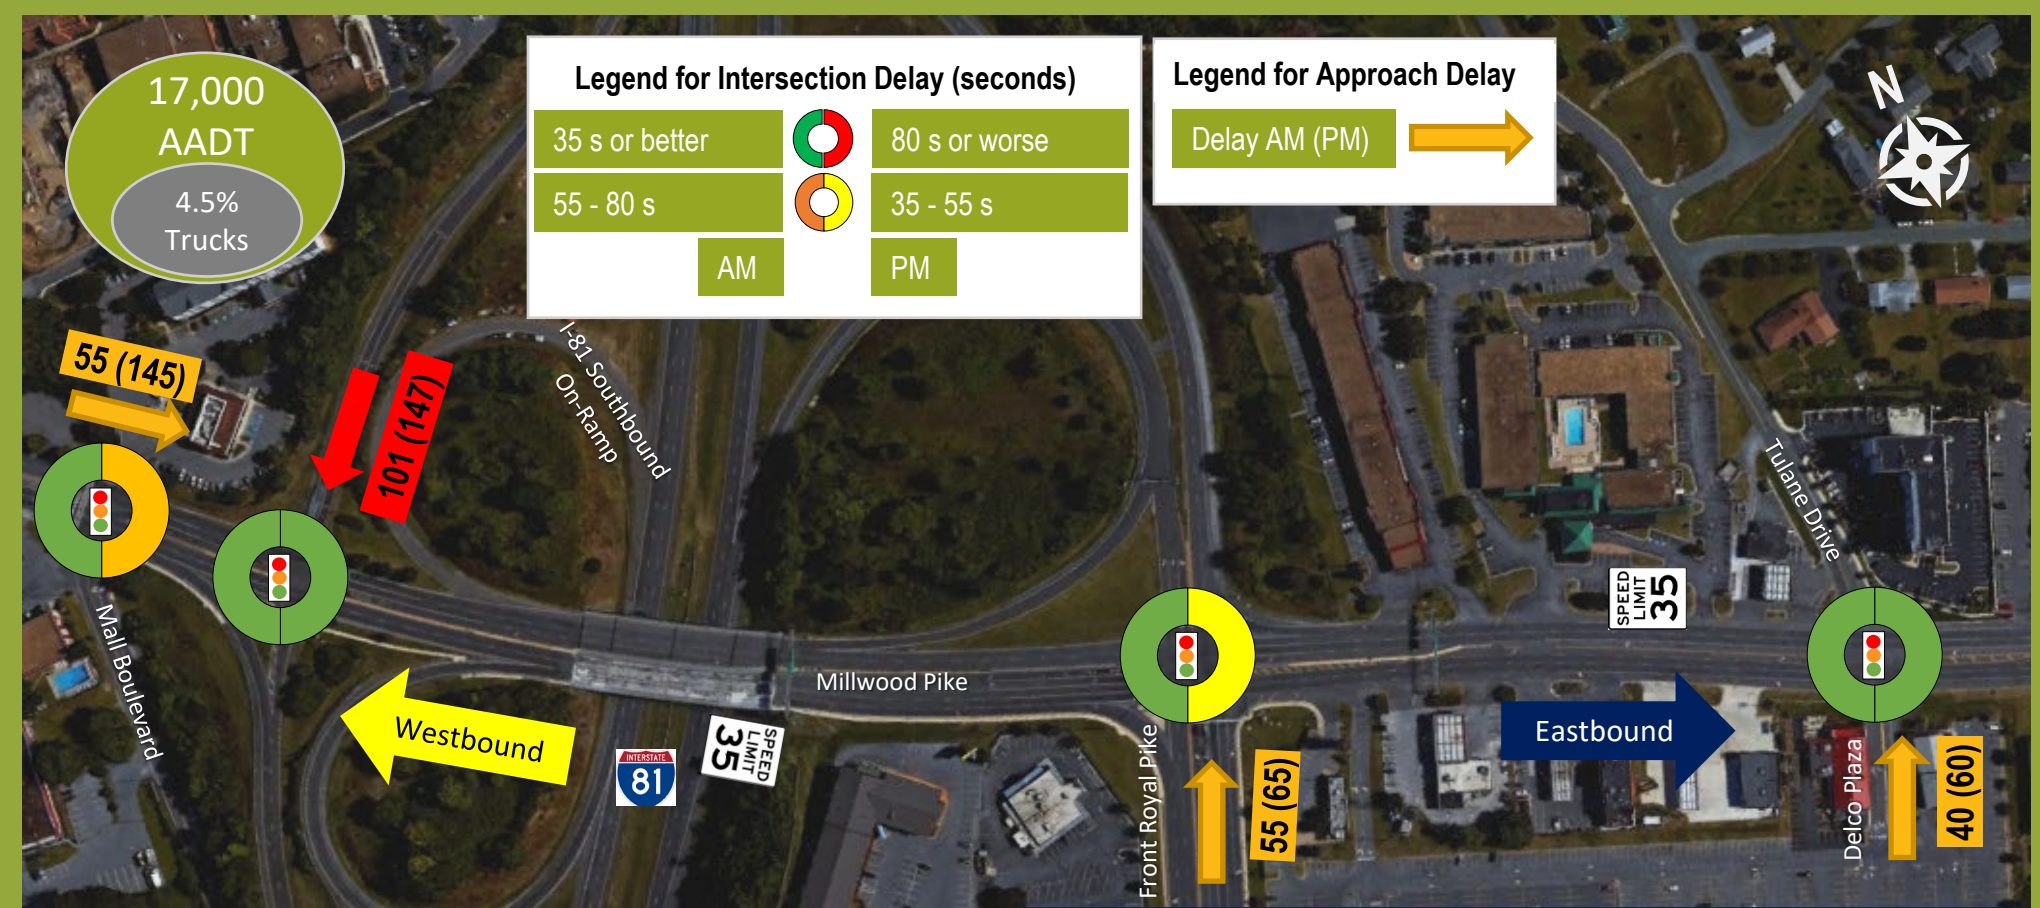 17,000
AADT
4.5%
Trucks
Legend for Intersection Delay (seconds)
35 s or better
80 s or worse
55 - 80 s
35 - 55 s
AM
PM
Legend for Approach Delay
Delay AM (PM)
N
55 (145)
101 (147)
I-81 Southbound
On-Ramp
Tulane Drive
SPEED
LIMIT
35
Mall Boulevard
Millwood Pike
Westbound
INTERSTATE
81
SPEED
LIMIT
35
Front Royal Pike
55 (65)
Eastbound
Delco Plaza
40 (60)